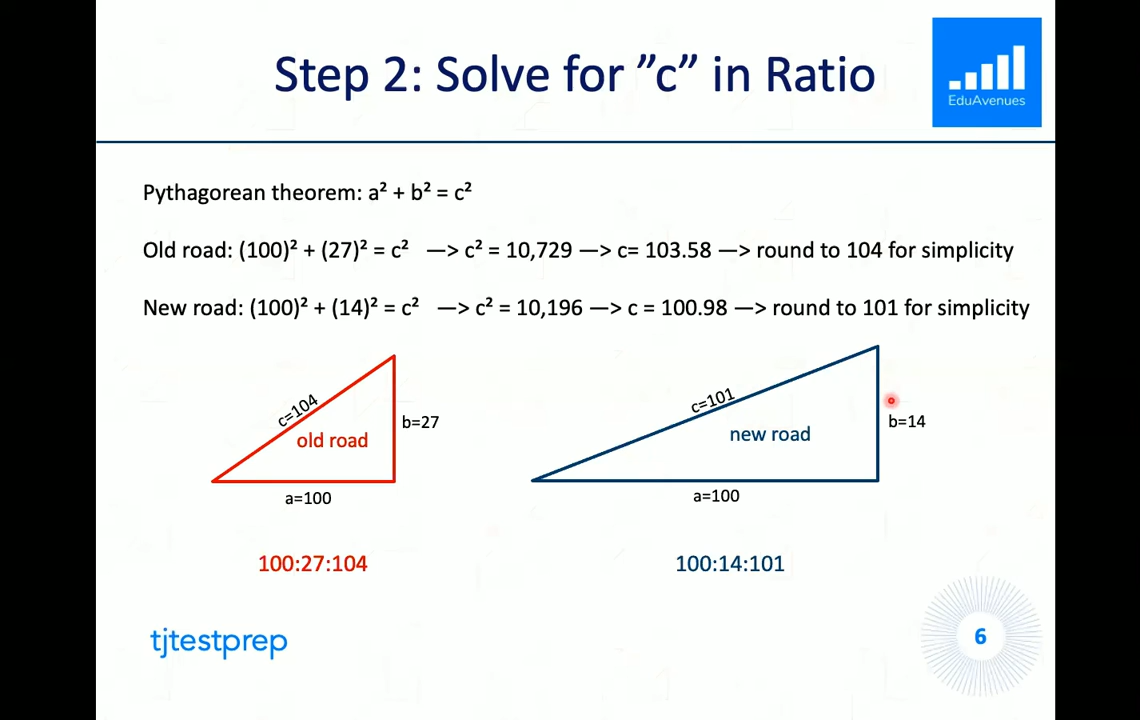 Step 2: Solve for ”c” in Ratio
EduAvenues
Pythagorean theorem: a² + b² = c²
Old road: (100)² + (27)² = c² —> c² = 10,729 —> c= 103.58 —> round to 104 for simplicity
New road: (100)² + (14)² = c² —> c² = 10,196 —> c = 100.98 —> round to 101 for simplicity
c=104
b=27
old road
a=100
c=101
b=14
new road
a=100
100:27:104
100:14:101
tjtestprep
6